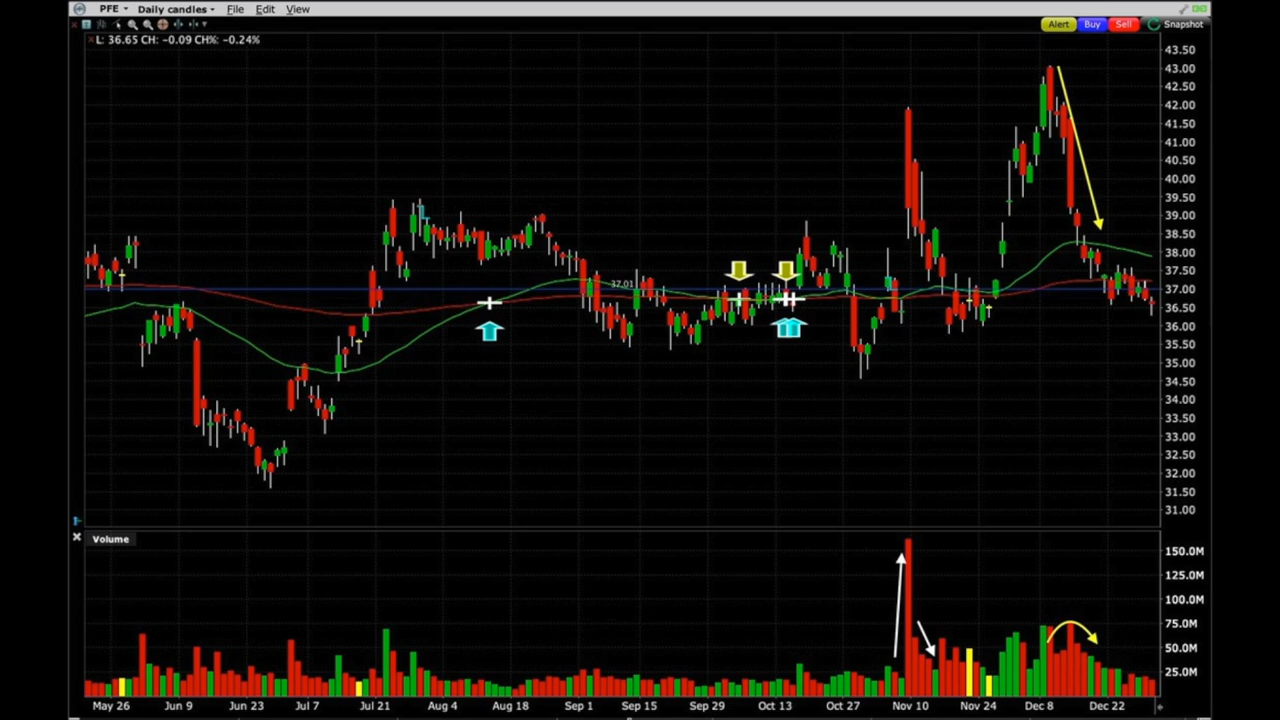 PFE Daily candles File Edit View
Alert Buy Sell Snapshot
L: 36.65 CH: -0.09 CH%: -0.24%
43.50
43.00
42.50
42.00
41.50
41.00
40.50
40.00
39.50
39.00
38.50
38.00
37.50
37.01
37.00
36.50
36.00
35.50
35.00
34.50
34.00
33.50
33.00
32.50
32.00
31.50
31.00
Volume
150.0M
125.0M
100.0M
75.0M
50.0M
25.0M
May 26 Jun 9 Jun 23 Jul 7 Jul 21 Aug 4 Aug 18 Sep 1 Sep 15 Sep 29 Oct 13 Oct 27 Nov 10 Nov 24 Dec 8 Dec 22